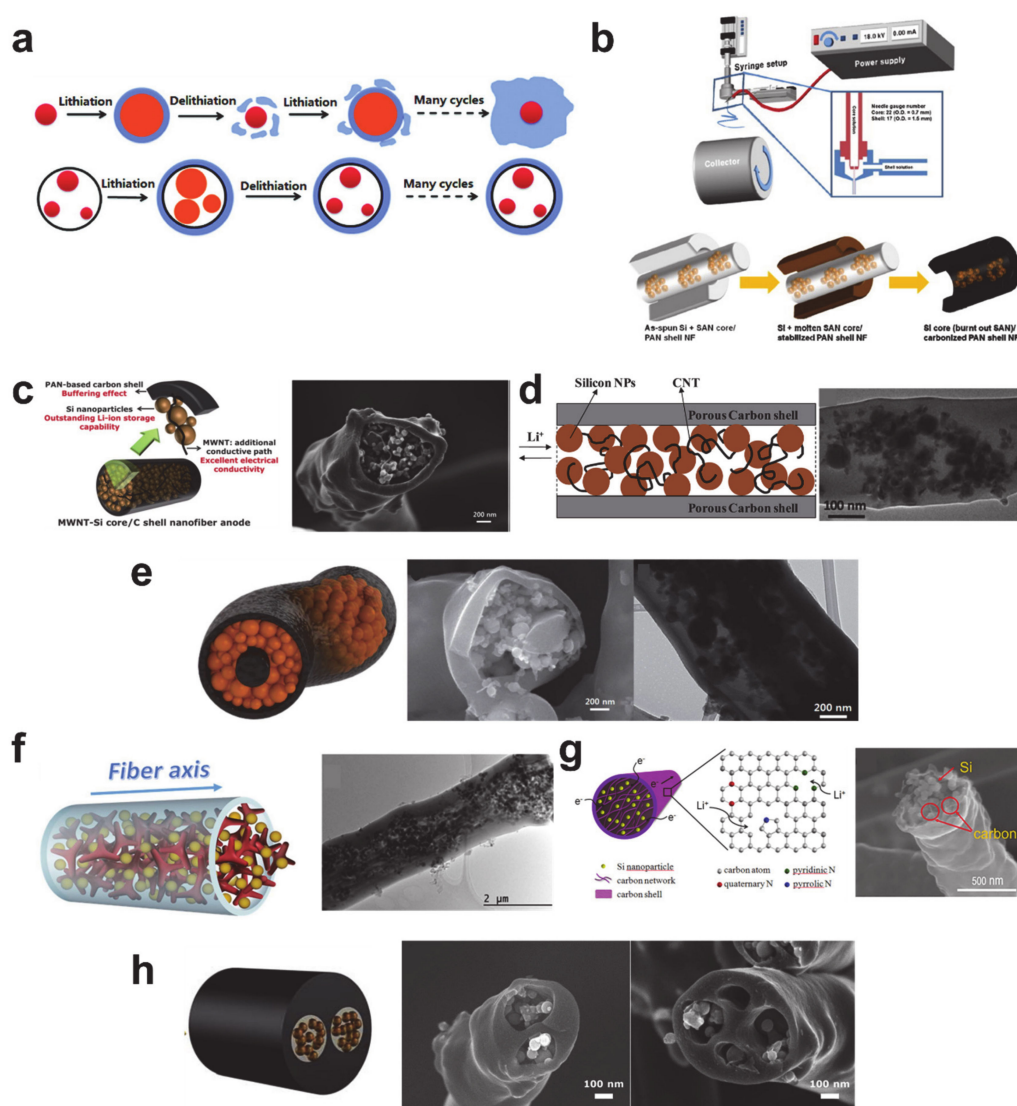 a
Lithiation
Delithiation
Lithiation
Many cycles
Lithiation
Delithiation
Many cycles
b
Syringe setup
18.0 kV
0.00 mA
Power supply
Core solution
Needle gauge number
Core: 22 (O.D. = 0.7 mm)
Shell: 17 (O.D. = 1.5 mm)
Shell solution
Collector
As-spun Si + SAN core/
PAN shell NF
Si + molten SAN core/
stabilized PAN shell NF
Si core (burnt out SAN)/
carbonized PAN shell NF
c
PAN-based carbon shell
Buffering effect
Si nanoparticles
Outstanding Li-ion storage
capability
MWNT: additional
conductive path
Excellent electrical
conductivity
MWNT-Si core/C shell nanofiber anode
200 nm
d
Silicon NPs
CNT
Porous Carbon shell
Li⁺
Porous Carbon shell
100 nm
e
200 nm
200 nm
f
Fiber axis
2 μm
g
e⁻
e⁻
e⁻
e⁻
Li⁺
Li⁺
Si nanoparticle
carbon network
carbon shell
carbon atom
quaternary N
pyridinic N
pyrrolic N
Si
carbon
500 nm
h
100 nm
100 nm